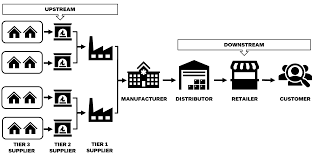 UPSTREAM
DOWNSTREAM
MANUFACTURER
DISTRIBUTOR
RETAILER
CUSTOMER
TIER 3
SUPPLIER
TIER 2
SUPPLIER
TIER 1
SUPPLIER